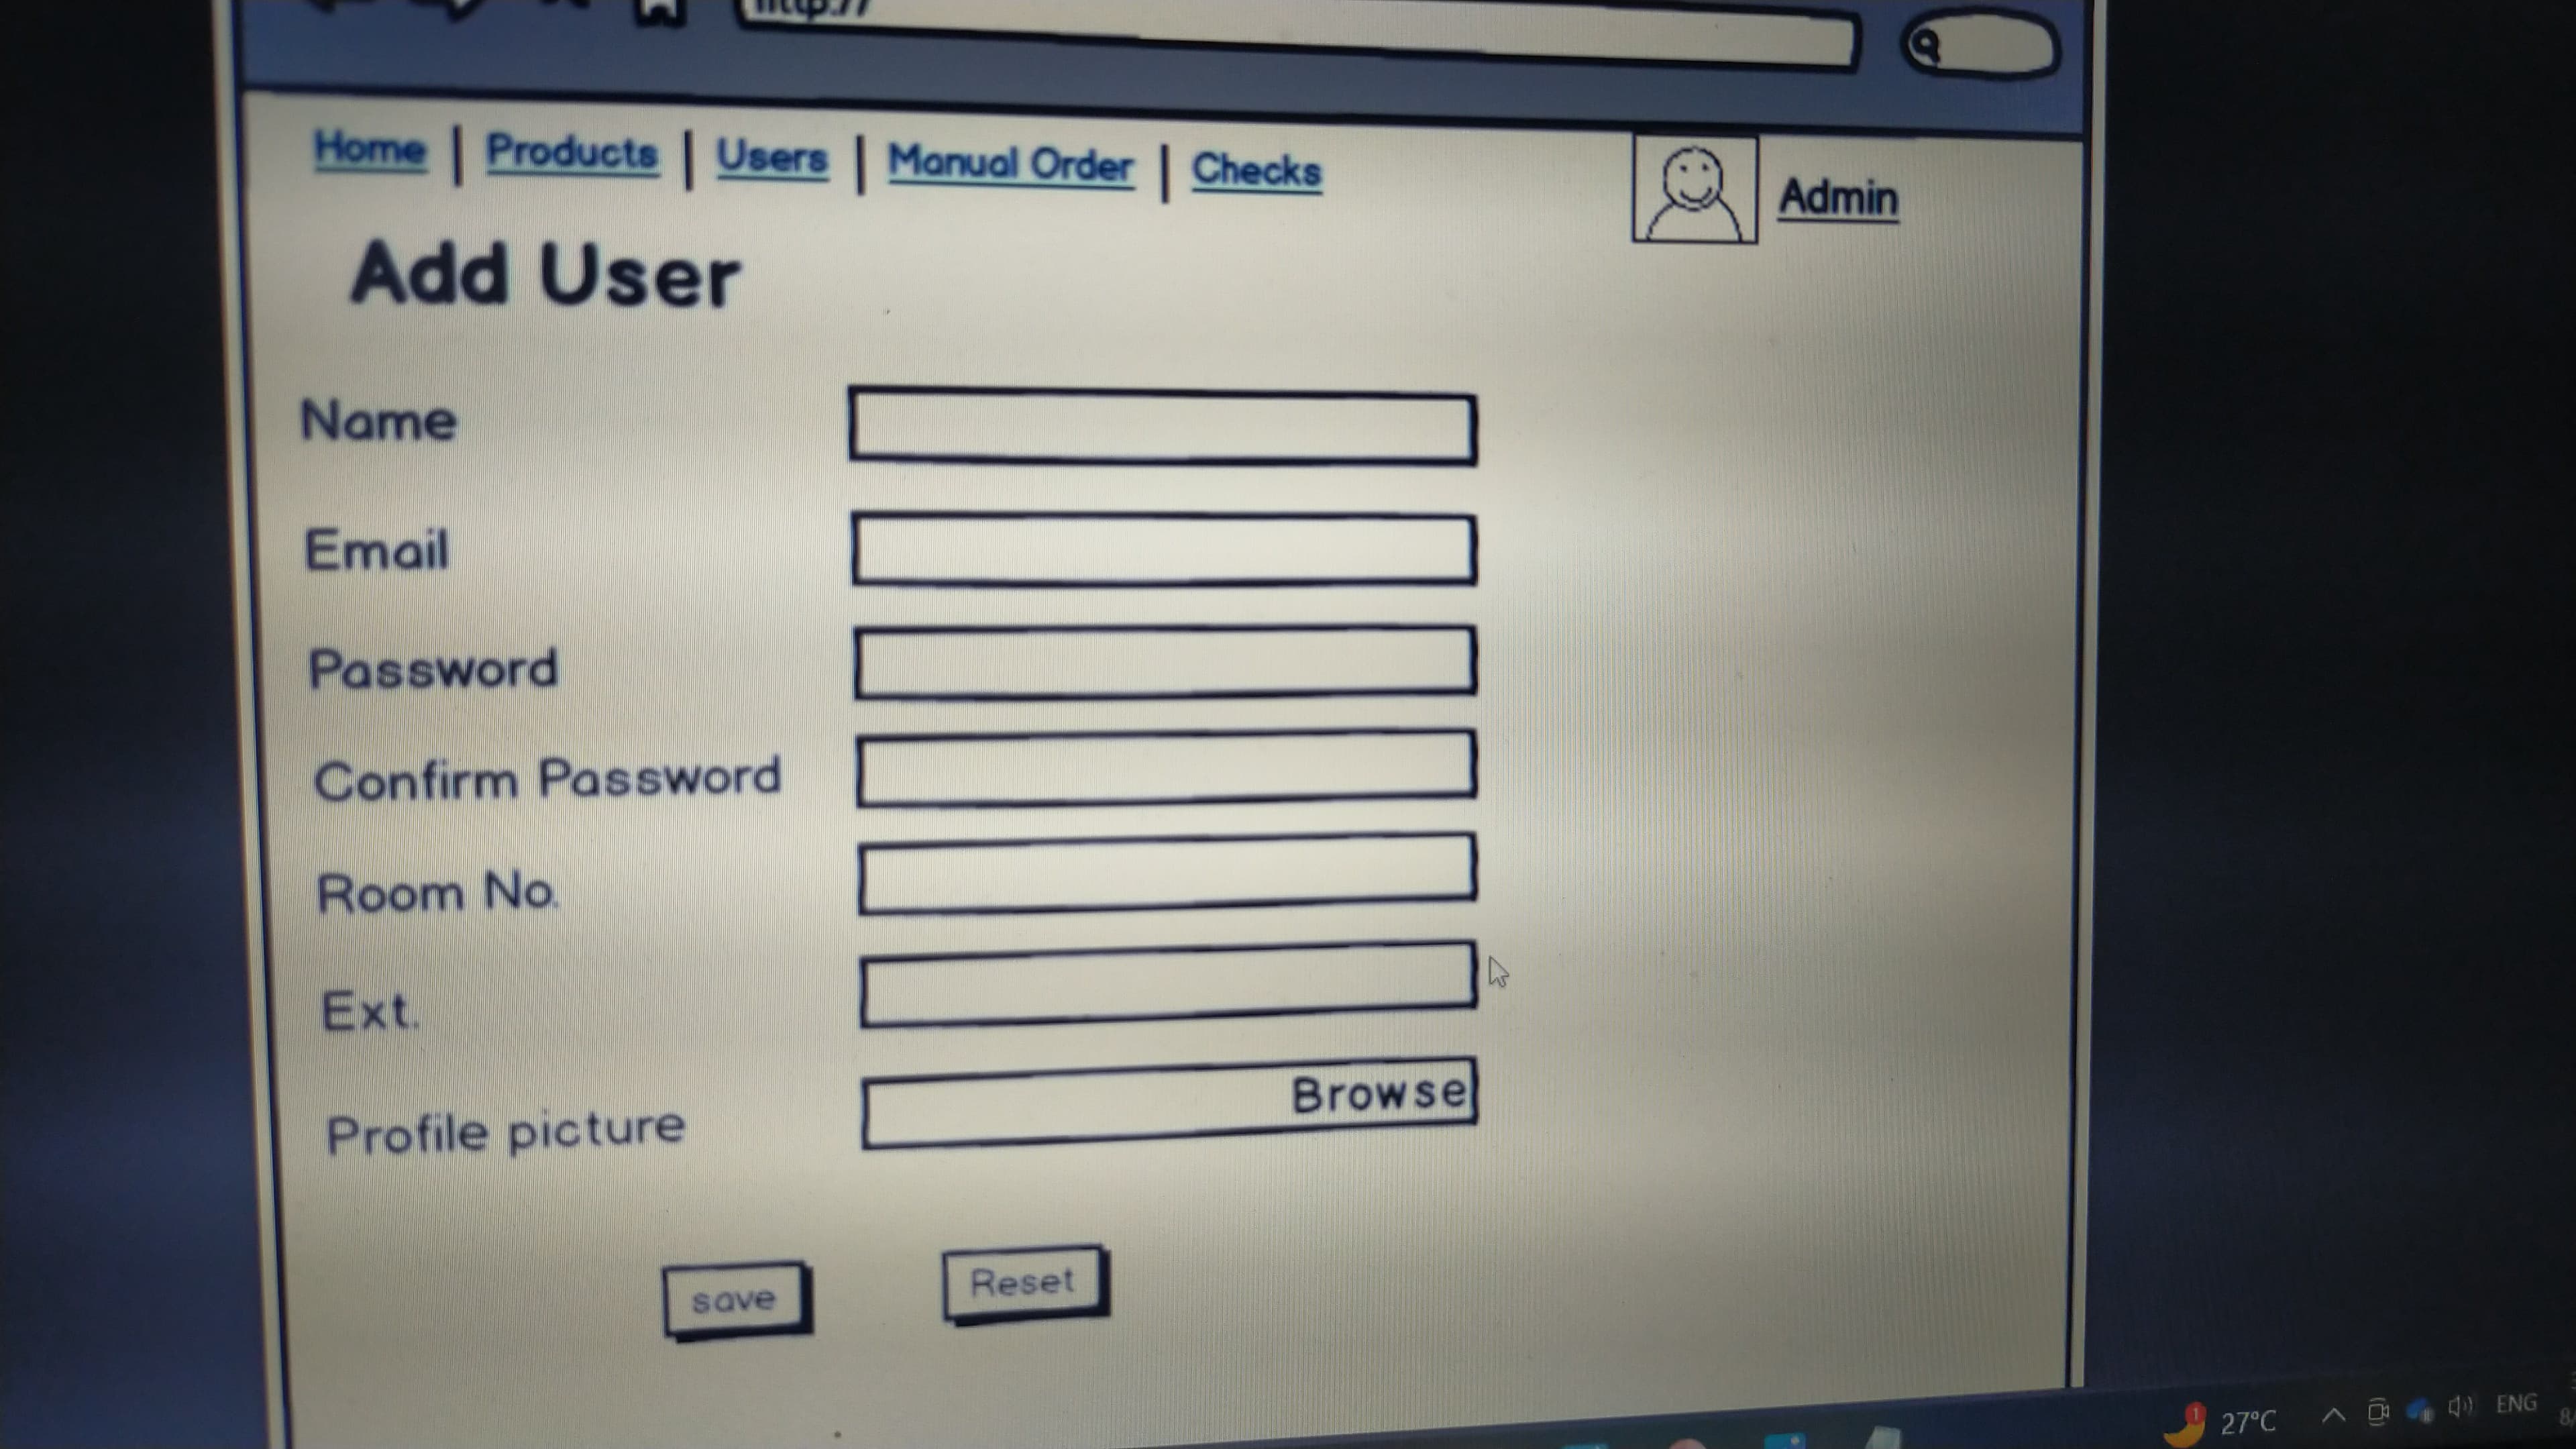 http://
Home | Products | Users | Manual Order | Checks
Admin
Add User
Name
Email
Password
Confirm Password
Room No.
Ext.
Profile picture
Browse
save
Reset
1
27°C
ENG